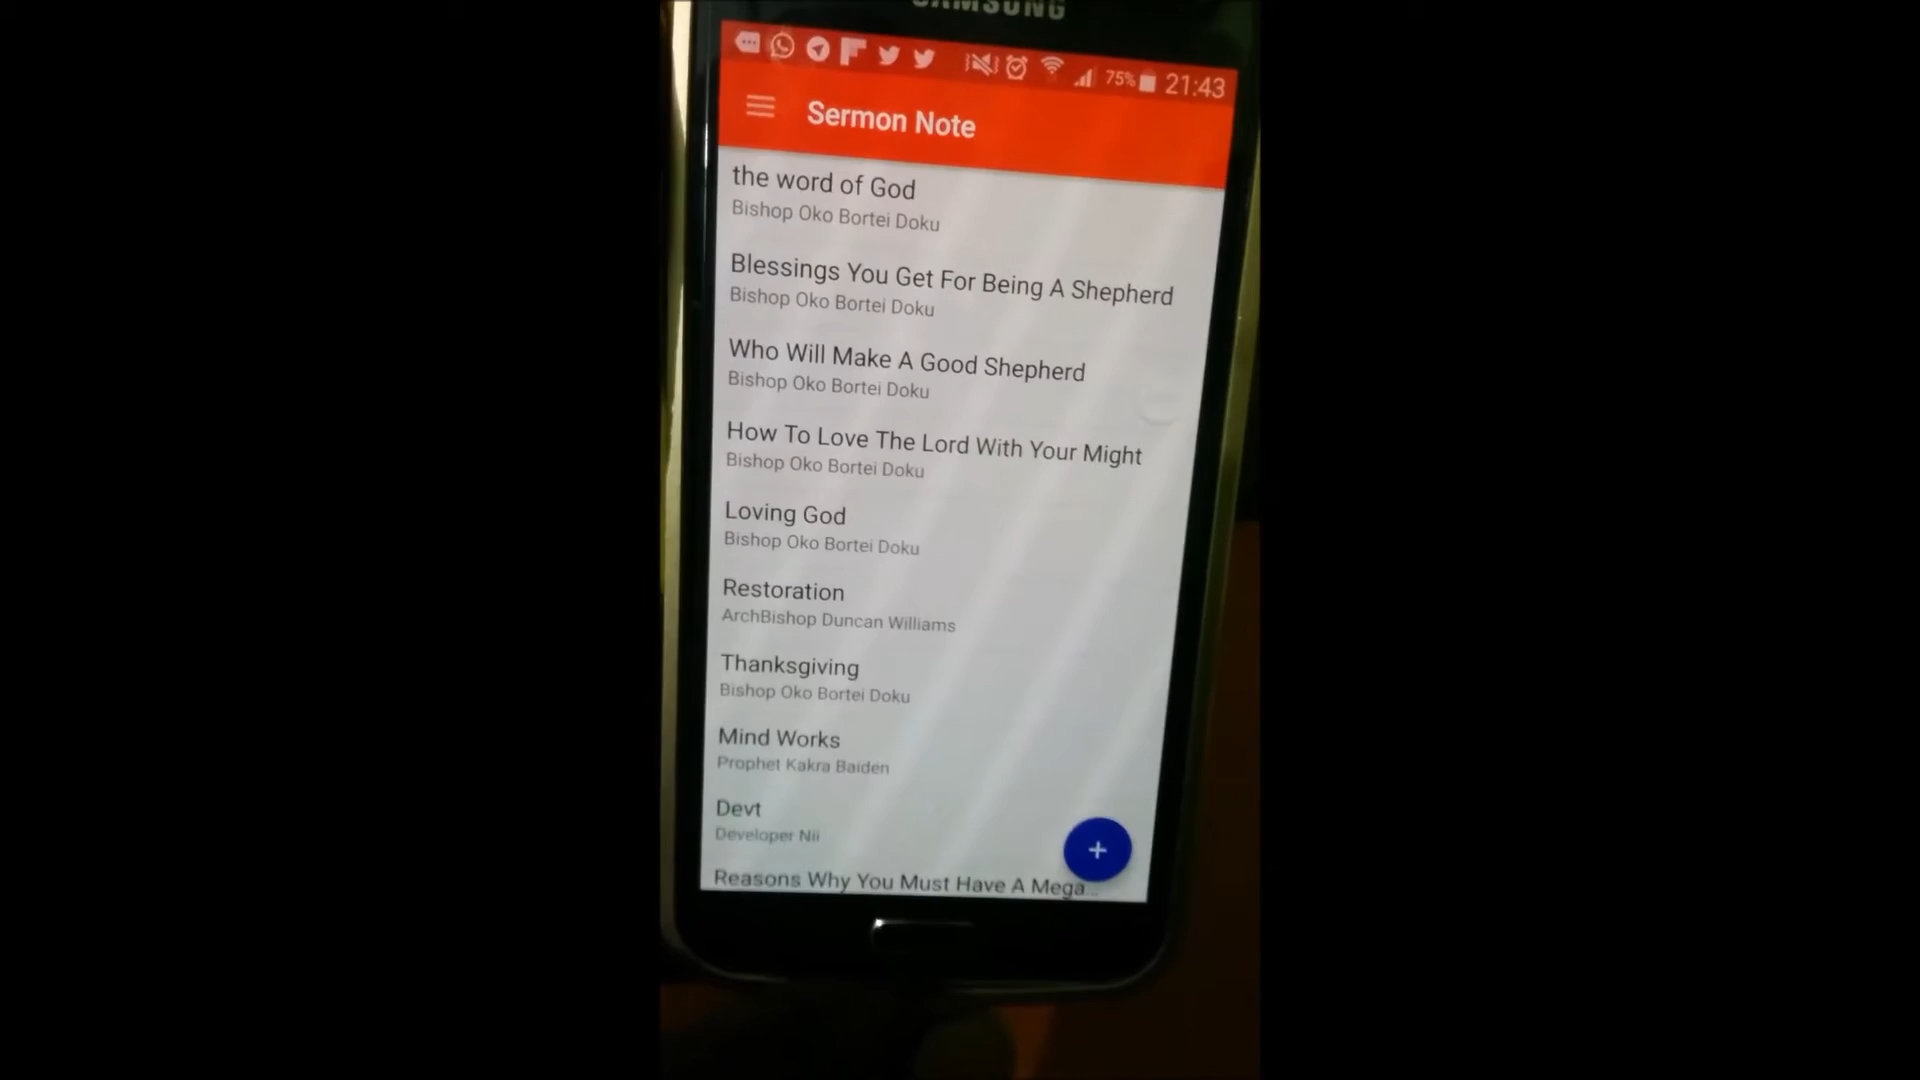 SAMSUNG
75% 21:43
Sermon Note
the word of God
Bishop Oko Bortei Doku
Blessings You Get For Being A Shepherd
Bishop Oko Bortei Doku
Who Will Make A Good Shepherd
Bishop Oko Bortei Doku
How To Love The Lord With Your Might
Bishop Oko Bortei Doku
Loving God
Bishop Oko Bortei Doku
Restoration
ArchBishop Duncan Williams
Thanksgiving
Bishop Oko Bortei Doku
Mind Works
Prophet Kakra Baiden
Devt
Developer Nii
Reasons Why You Must Have A Mega...